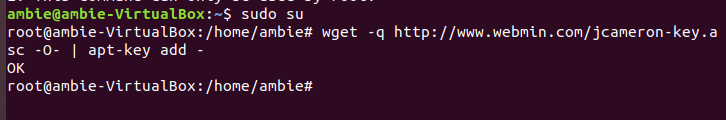 ambie@ambie-VirtualBox:~$ sudo su
root@ambie-VirtualBox:/home/ambie# wget -q http://www.webmin.com/jcameron-key.a
sc -O- | apt-key add -
OK
root@ambie-VirtualBox:/home/ambie#